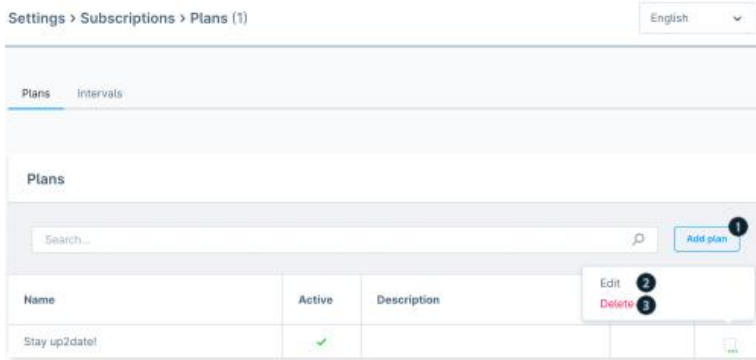 Settings > Subscriptions > Plans (1)
English
Plans Intervals
Plans
Search...
Add plan 1
Edit 2
Delete 3
Name Active Description
Stay up2date!